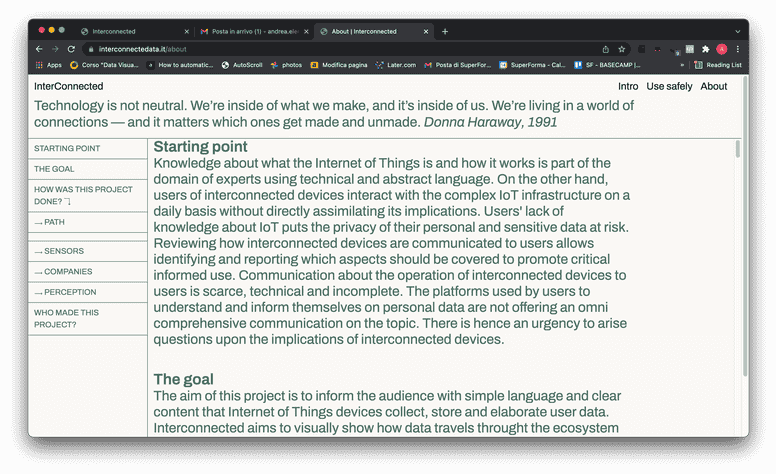 Interconnected
Posta in arrivo (1) - andrea.ele
About | Interconnected
interconnectedata.it/about
Apps
Corso "Data Visua...
How to automatic...
AutoScroll
photos
Modifica pagina
Later.com
Posta di SuperFor...
SuperForma - Cal...
SF - BASECAMP |...
»
Reading List
InterConnected
Intro Use safely About
Technology is not neutral. We're inside of what we make, and it's inside of us. We're living in a world of
connections — and it matters which ones get made and unmade. Donna Haraway, 1991
STARTING POINT
THE GOAL
HOW WAS THIS PROJECT
DONE?
→ PATH
→ SENSORS
→ COMPANIES
→ PERCEPTION
WHO MADE THIS
PROJECT?
Starting point
Knowledge about what the Internet of Things is and how it works is part of the
domain of experts using technical and abstract language. On the other hand,
users of interconnected devices interact with the complex IoT infrastructure on a
daily basis without directly assimilating its implications. Users' lack of
knowledge about IoT puts the privacy of their personal and sensitive data at risk.
Reviewing how interconnected devices are communicated to users allows
identifying and reporting which aspects should be covered to promote critical
informed use. Communication about the operation of interconnected devices to
users is scarce, technical and incomplete. The platforms used by users to
understand and inform themselves on personal data are not offering an omni
comprehensive communication on the topic. There is hence an urgency to arise
questions upon the implications of interconnected devices.
The goal
The aim of this project is to inform the audience with simple language and clear
content that Internet of Things devices collect, store and elaborate user data.
Interconnected aims to visually show how data travels throught the ecosystem